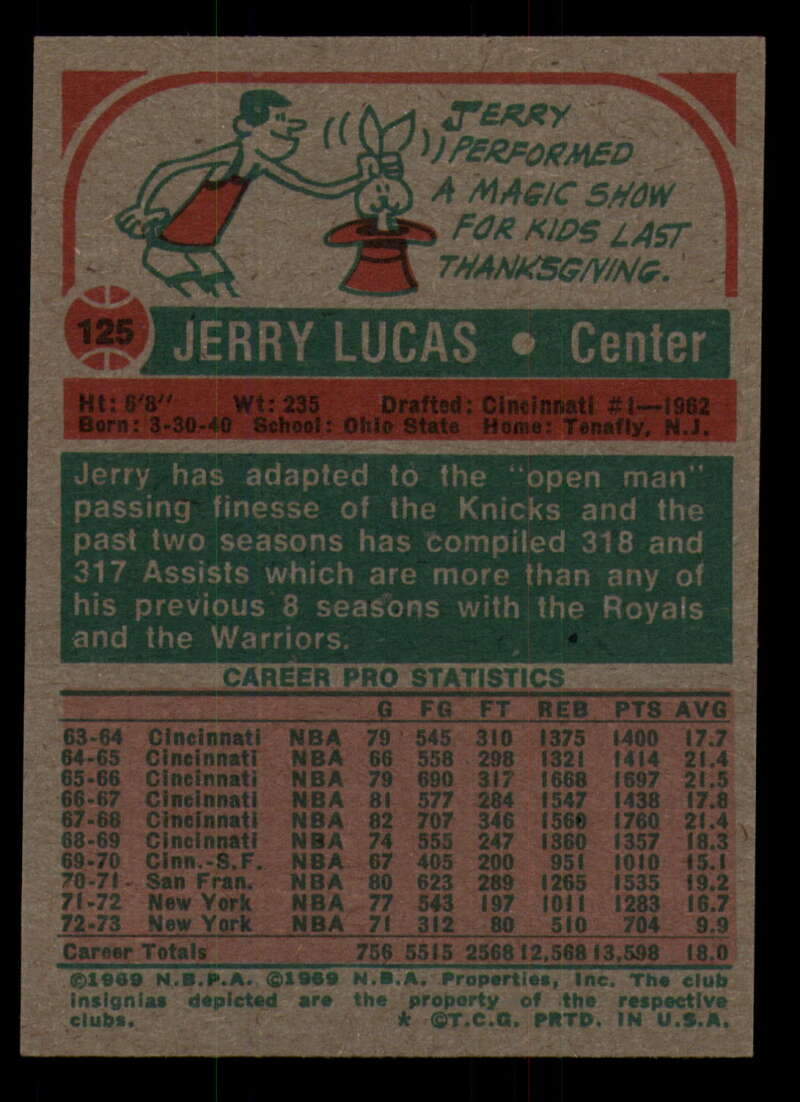 JERRY
PERFORMED
A MAGIC SHOW
FOR KIDS LAST
THANKSGIVING.
125 JERRY LUCAS • Center
Ht: 6'8" Wt: 235 Drafted: Cincinnati #1—1962
Born: 3-30-40 School: Ohio State Home: Tenafly, N.J.
Jerry has adapted to the "open man"
passing finesse of the Knicks and the
past two seasons has compiled 318 and
317 Assists which are more than any of
his previous 8 seasons with the Royals
and the Warriors.
CAREER PRO STATISTICS
G FG FT REB PTS AVG
63-64 Cincinnati NBA 79 545 310 1375 1400 17.7
64-65 Cincinnati NBA 66 558 298 1321 1414 21.4
65-66 Cincinnati NBA 79 690 317 1668 1697 21.5
66-67 Cincinnati NBA 81 577 284 1547 1438 17.8
67-68 Cincinnati NBA 82 707 346 1560 1760 21.4
68-69 Cincinnati NBA 74 555 247 1360 1357 18.3
69-70 Cinn.-S.F. NBA 67 405 200 951 1010 15.1
70-71 San Fran. NBA 80 623 289 1265 1535 19.2
71-72 New York NBA 77 543 197 1011 1283 16.7
72-73 New York NBA 71 312 80 510 704 9.9
Career Totals 756 5515 2568 12,568 13,598 18.0
©1969 N.B.P.A. ©1969 N.B.A. Properties, Inc. The club
insignias depicted are the property of the respective
clubs. * ©T.C.G. PRTD. IN U.S.A.